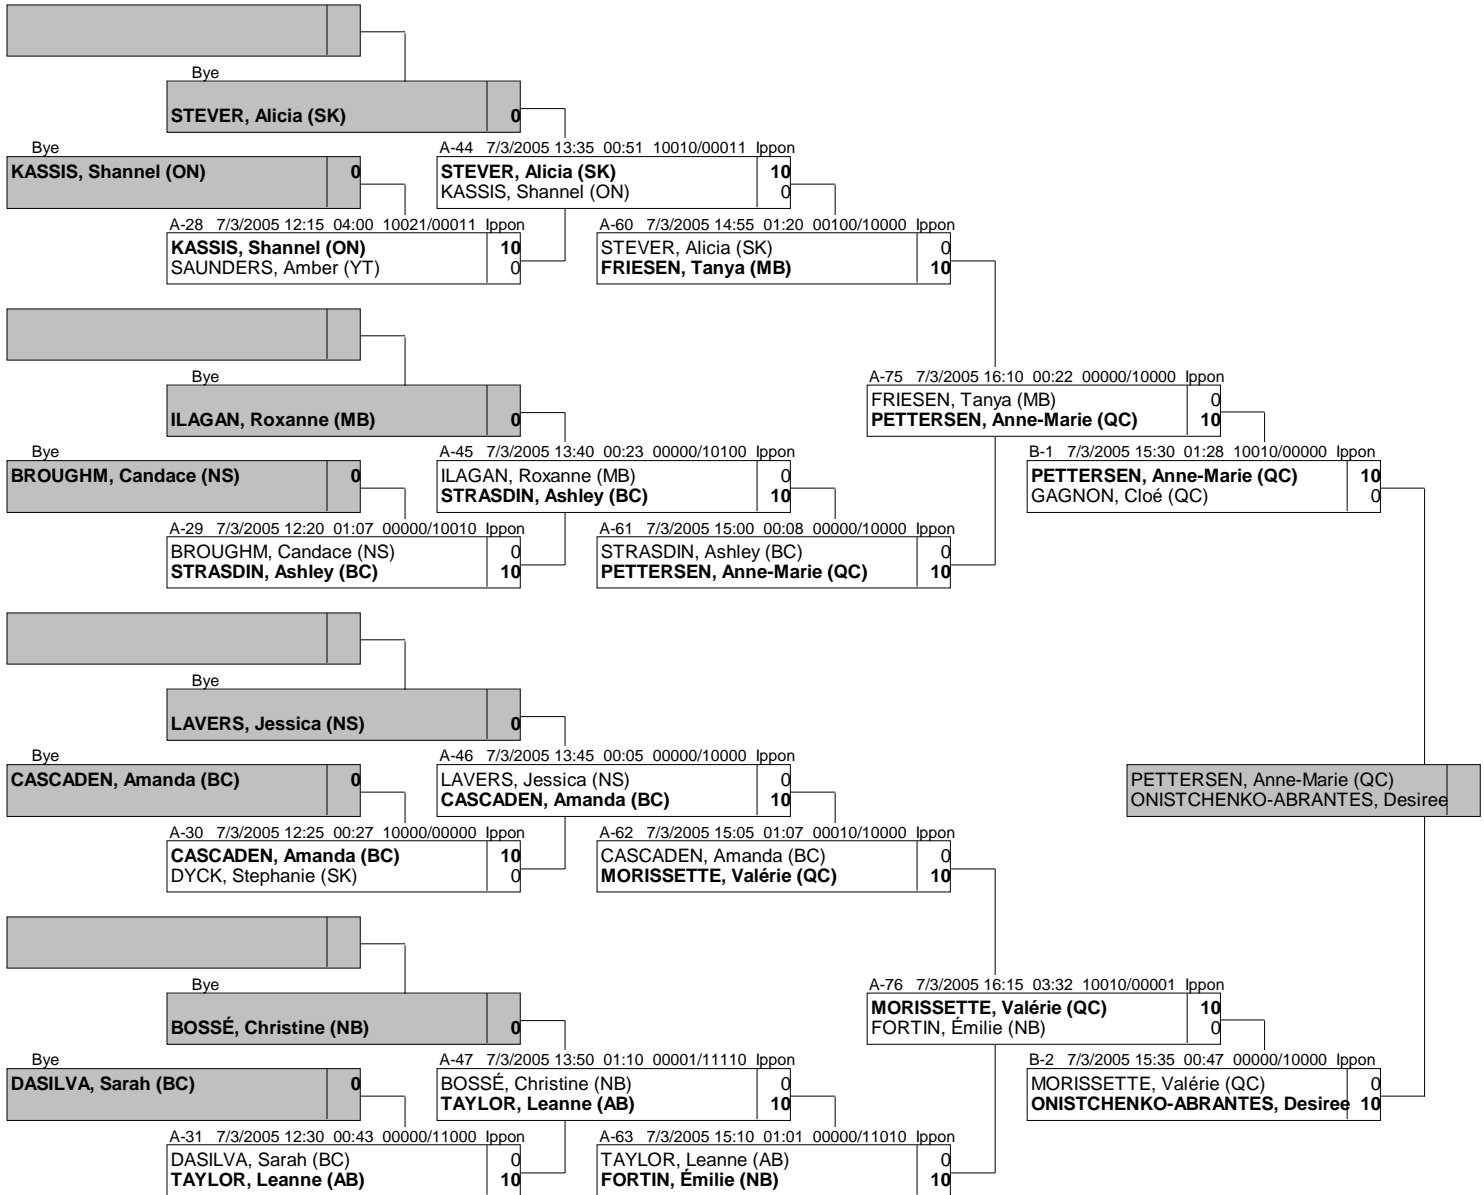 Bye
STEVER, Alicia (SK) 0
Bye
KASSIS, Shannel (ON) 0
A-44 7/3/2005 13:35 00:51 10010/00011 Ippon
STEVER, Alicia (SK) 10
KASSIS, Shannel (ON) 0
A-28 7/3/2005 12:15 04:00 10021/00011 Ippon
KASSIS, Shannel (ON) 10
SAUNDERS, Amber (YT) 0
A-60 7/3/2005 14:55 01:20 00100/10000 Ippon
STEVER, Alicia (SK) 0
FRIESEN, Tanya (MB) 10
Bye
ILAGAN, Roxanne (MB) 0
A-75 7/3/2005 16:10 00:22 00000/10000 Ippon
FRIESEN, Tanya (MB) 0
PETTERSEN, Anne-Marie (QC) 10
Bye
BROUGHM, Candace (NS) 0
A-45 7/3/2005 13:40 00:23 00000/10100 Ippon
ILAGAN, Roxanne (MB) 0
STRASDIN, Ashley (BC) 10
B-1 7/3/2005 15:30 01:28 10010/00000 Ippon
PETTERSEN, Anne-Marie (QC) 10
GAGNON, Cloé (QC) 0
A-29 7/3/2005 12:20 01:07 00000/10010 Ippon
BROUGHM, Candace (NS) 0
STRASDIN, Ashley (BC) 10
A-61 7/3/2005 15:00 00:08 00000/10000 Ippon
STRASDIN, Ashley (BC) 0
PETTERSEN, Anne-Marie (QC) 10
Bye
LAVERS, Jessica (NS) 0
Bye
CASCADEN, Amanda (BC) 0
A-46 7/3/2005 13:45 00:05 00000/10000 Ippon
LAVERS, Jessica (NS) 0
CASCADEN, Amanda (BC) 10
PETTERSEN, Anne-Marie (QC)
ONISTCHENKO-ABRANTES, Desiree
A-30 7/3/2005 12:25 00:27 10000/00000 Ippon
CASCADEN, Amanda (BC) 10
DYCK, Stephanie (SK) 0
A-62 7/3/2005 15:05 01:07 00010/10000 Ippon
CASCADEN, Amanda (BC) 0
MORISSETTE, Valérie (QC) 10
Bye
BOSSÉ, Christine (NB) 0
A-76 7/3/2005 16:15 03:32 10010/00001 Ippon
MORISSETTE, Valérie (QC) 10
FORTIN, Émilie (NB) 0
Bye
DASILVA, Sarah (BC) 0
A-47 7/3/2005 13:50 01:10 00001/11110 Ippon
BOSSÉ, Christine (NB) 0
TAYLOR, Leanne (AB) 10
B-2 7/3/2005 15:35 00:47 00000/10000 Ippon
MORISSETTE, Valérie (QC) 0
ONISTCHENKO-ABRANTES, Desiree 10
A-31 7/3/2005 12:30 00:43 00000/11000 Ippon
DASILVA, Sarah (BC) 0
TAYLOR, Leanne (AB) 10
A-63 7/3/2005 15:10 01:01 00000/11010 Ippon
TAYLOR, Leanne (AB) 0
FORTIN, Émilie (NB) 10